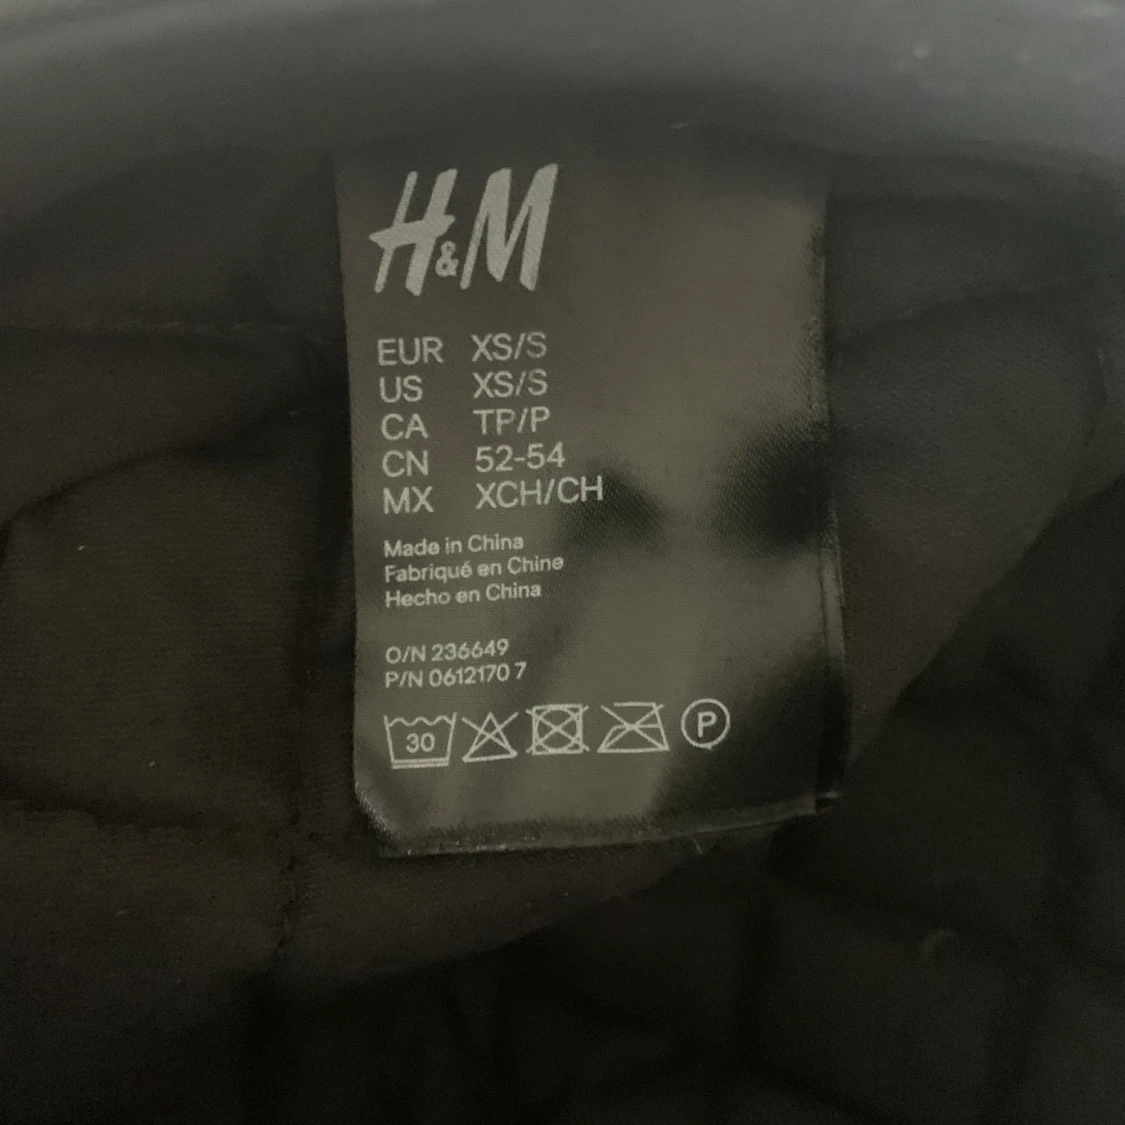 H&M
EUR XS/S
US XS/S
CA TP/P
CN 52-54
MX XCH/CH
Made in China
Fabriqué en Chine
Hecho en China
O/N 236649
P/N 0612170 7
30
P